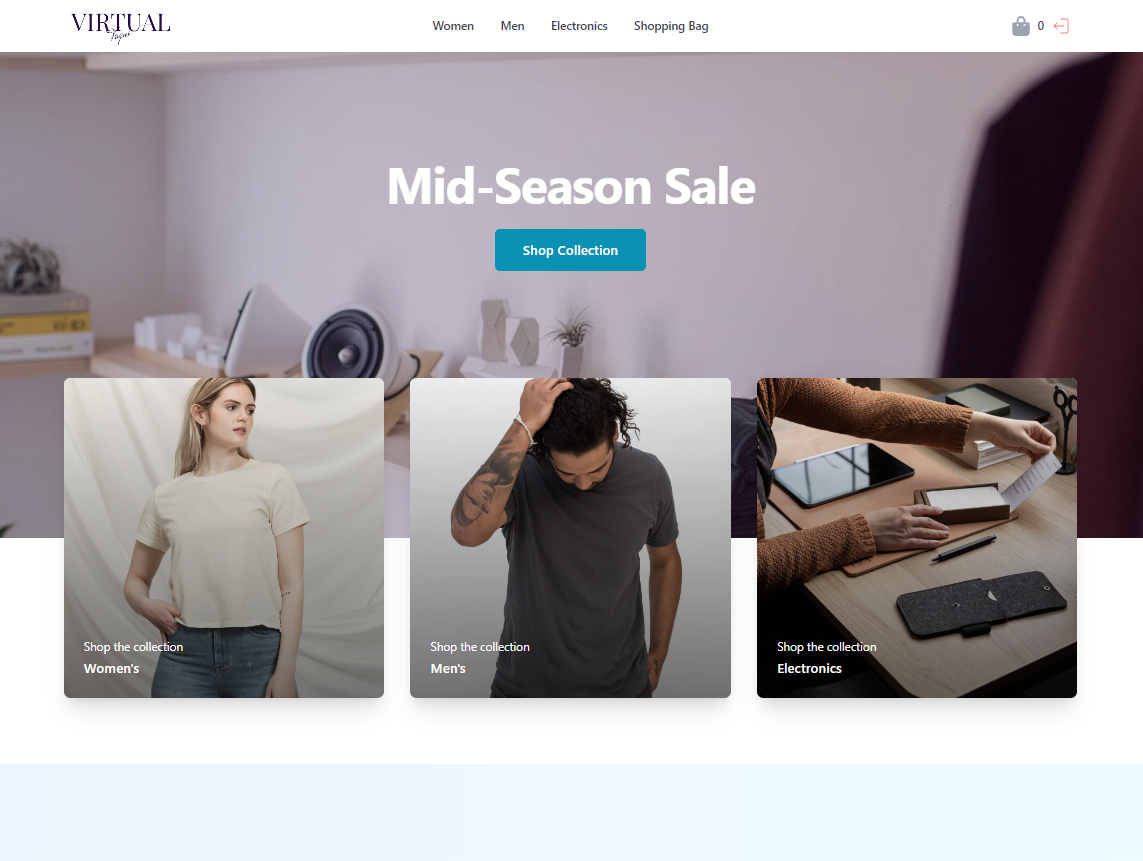 VIRTUAL
Vogue
Women
Men
Electronics
Shopping Bag
0
Mid-Season Sale
Shop Collection
Shop the collection
Women's
Shop the collection
Men's
Shop the collection
Electronics